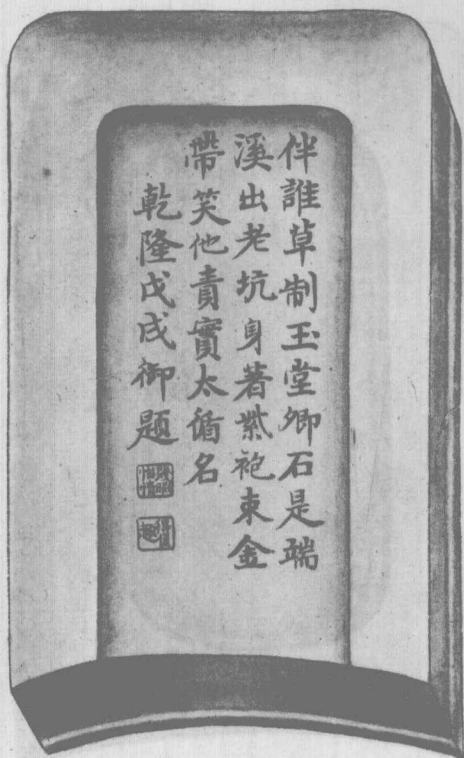 伴誰草制玉堂卿石是端
溪出老坑身著紫袍束金
帶笑他責實太循名
乾隆戊戌御題